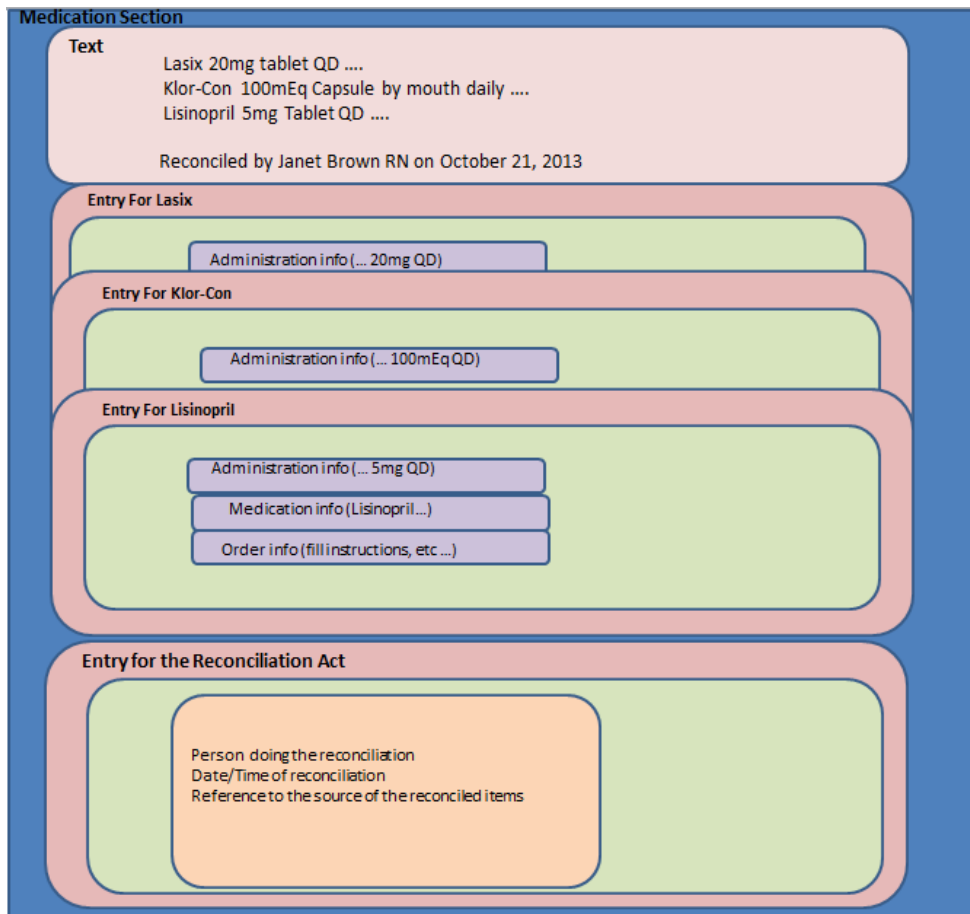 Medication Section
Text
Lasix 20mg tablet QD ....
Klor-Con 100mEq Capsule by mouth daily ....
Lisinopril 5mg Tablet QD ....
Reconciled by Janet Brown RN on October 21, 2013
Entry For Lasix
Administration info (... 20mg QD)
Entry For Klor-Con
Administration info (... 100mEq QD)
Entry For Lisinopril
Administration info (... 5mg QD)
Medication info (Lisinopril ...)
Order info (fill instructions, etc ...)
Entry for the Reconciliation Act
Person doing the reconciliation
Date/Time of reconciliation
Reference to the source of the reconciled items